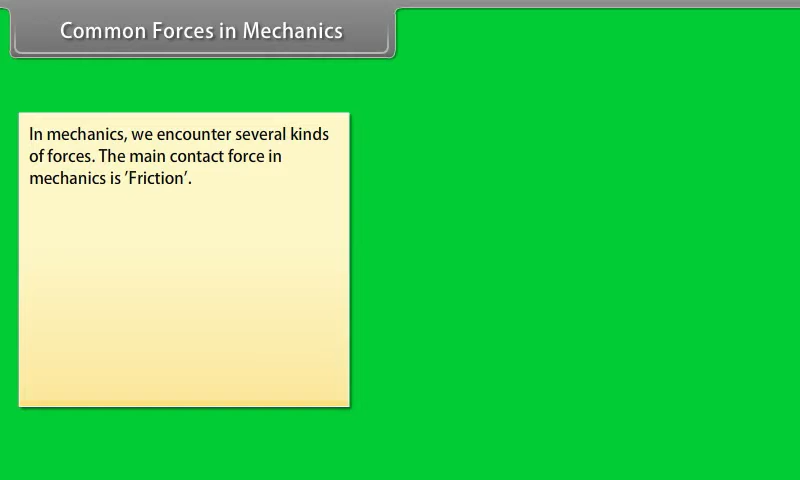 Common Forces in Mechanics
In mechanics, we encounter several kinds
of forces. The main contact force in
mechanics is ‘Friction’.